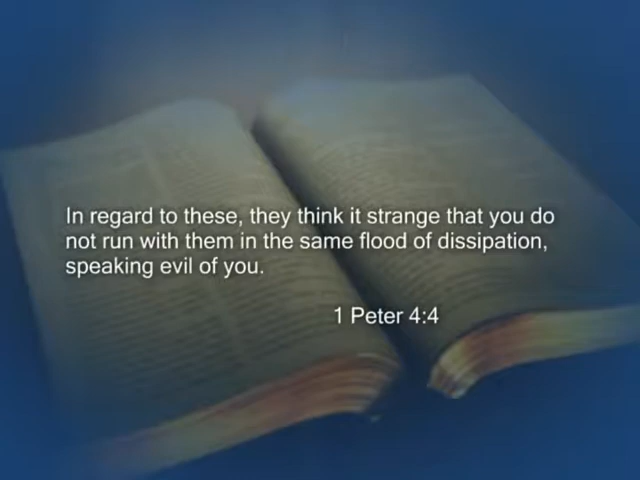 In regard to these, they think it strange that you do
not run with them in the same flood of dissipation,
speaking evil of you.
1 Peter 4:4